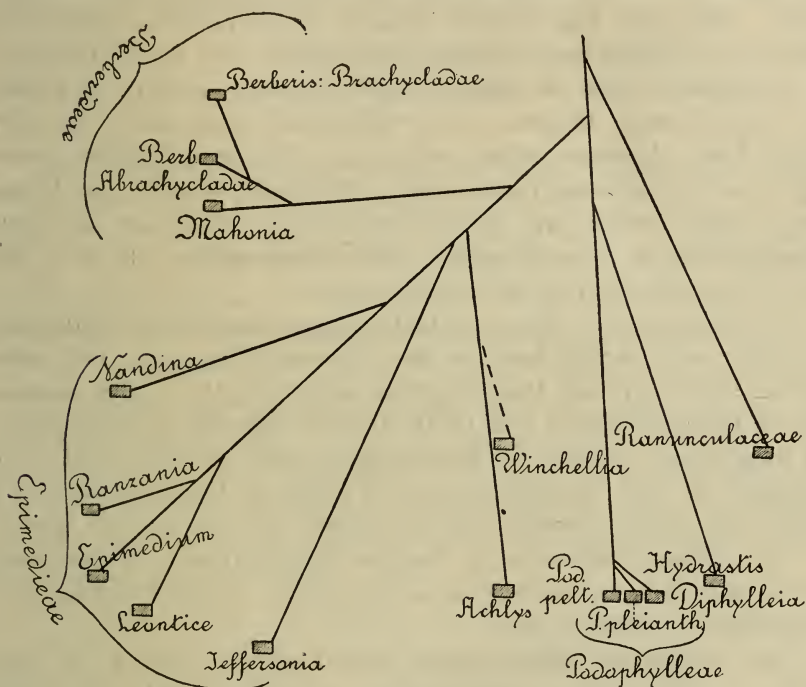 Berberideae
Berberis: Brachycladae
Berb
Abrachycladae
Mahonia
Nandina
Ranzania
Epimedium
Leontice
Jeffersonia
Epimedieae
Winchellia
Achlys
Ranunculaceae
Hydrastis
Pod.
pelt.
Diphylleia
P.pleianth
Podophylleae